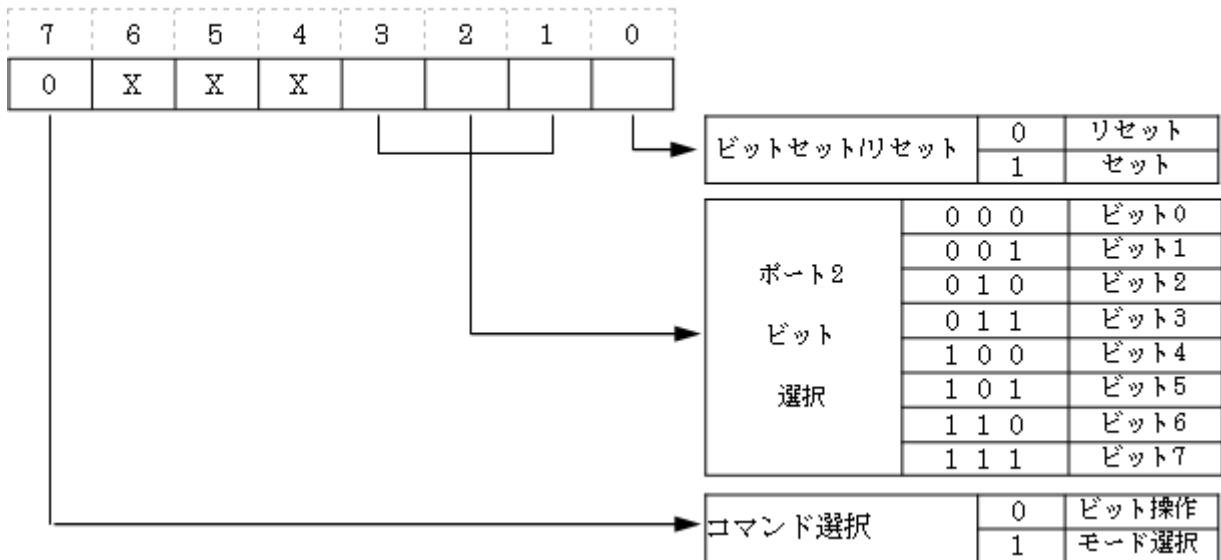 7 6 5 4 3 2 1 0
0 X X X
ビットセット/リセット
0 リセット
1 セット
ポート2
ビット
選択
0 0 0 ビット0
0 0 1 ビット1
0 1 0 ビット2
0 1 1 ビット3
1 0 0 ビット4
1 0 1 ビット5
1 1 0 ビット6
1 1 1 ビット7
コマンド選択
0 ビット操作
1 モード選択